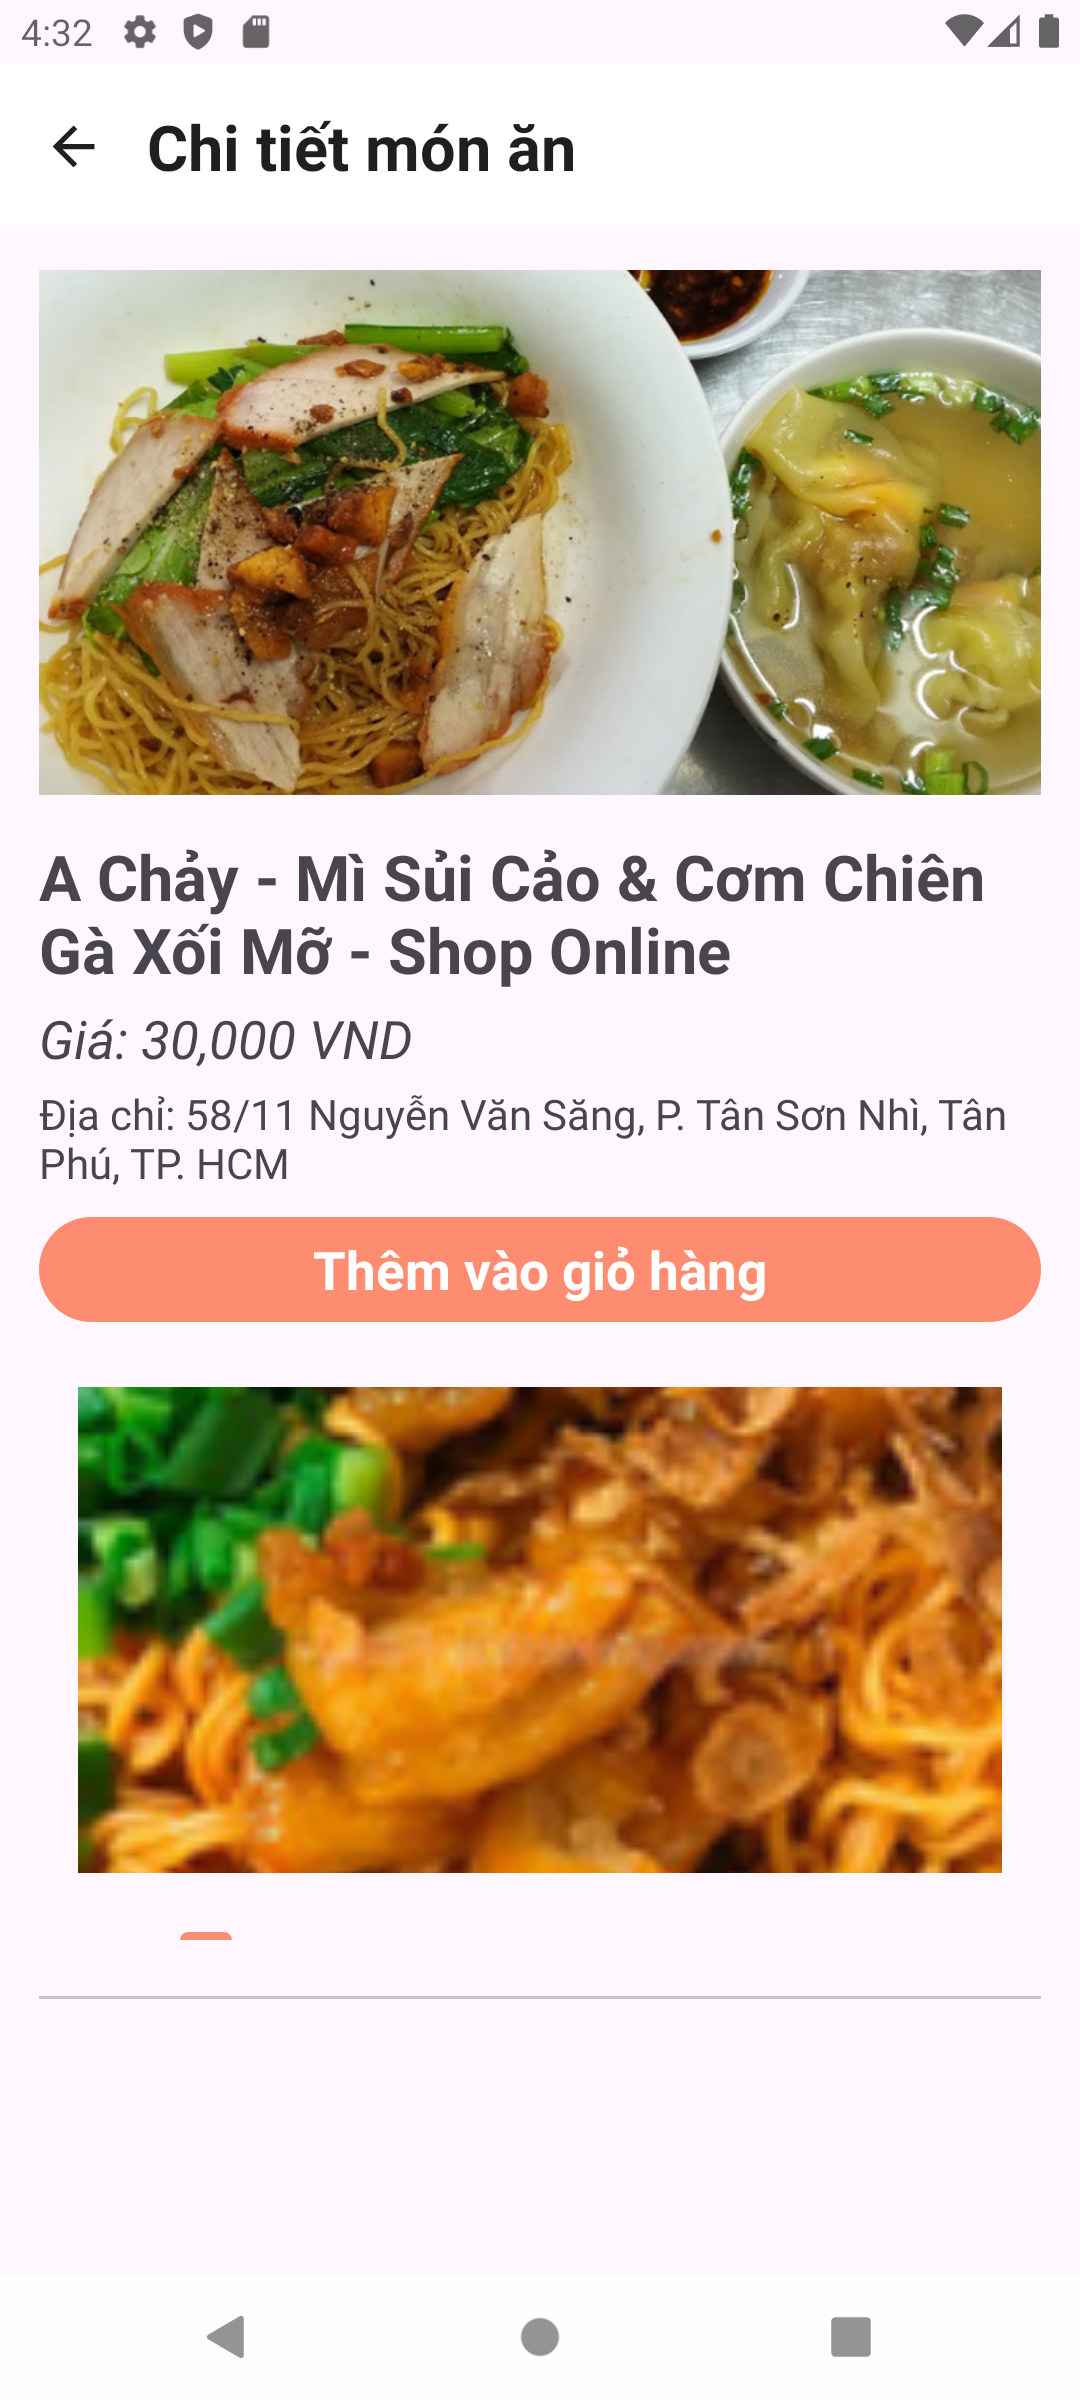 4:32
Chi tiết món ăn
A Chảy - Mì Sủi Cảo & Cơm Chiên
Gà Xối Mỡ - Shop Online
Giá: 30,000 VND
Địa chỉ: 58/11 Nguyễn Văn Săng, P. Tân Sơn Nhì, Tân
Phú, TP. HCM
Thêm vào giỏ hàng